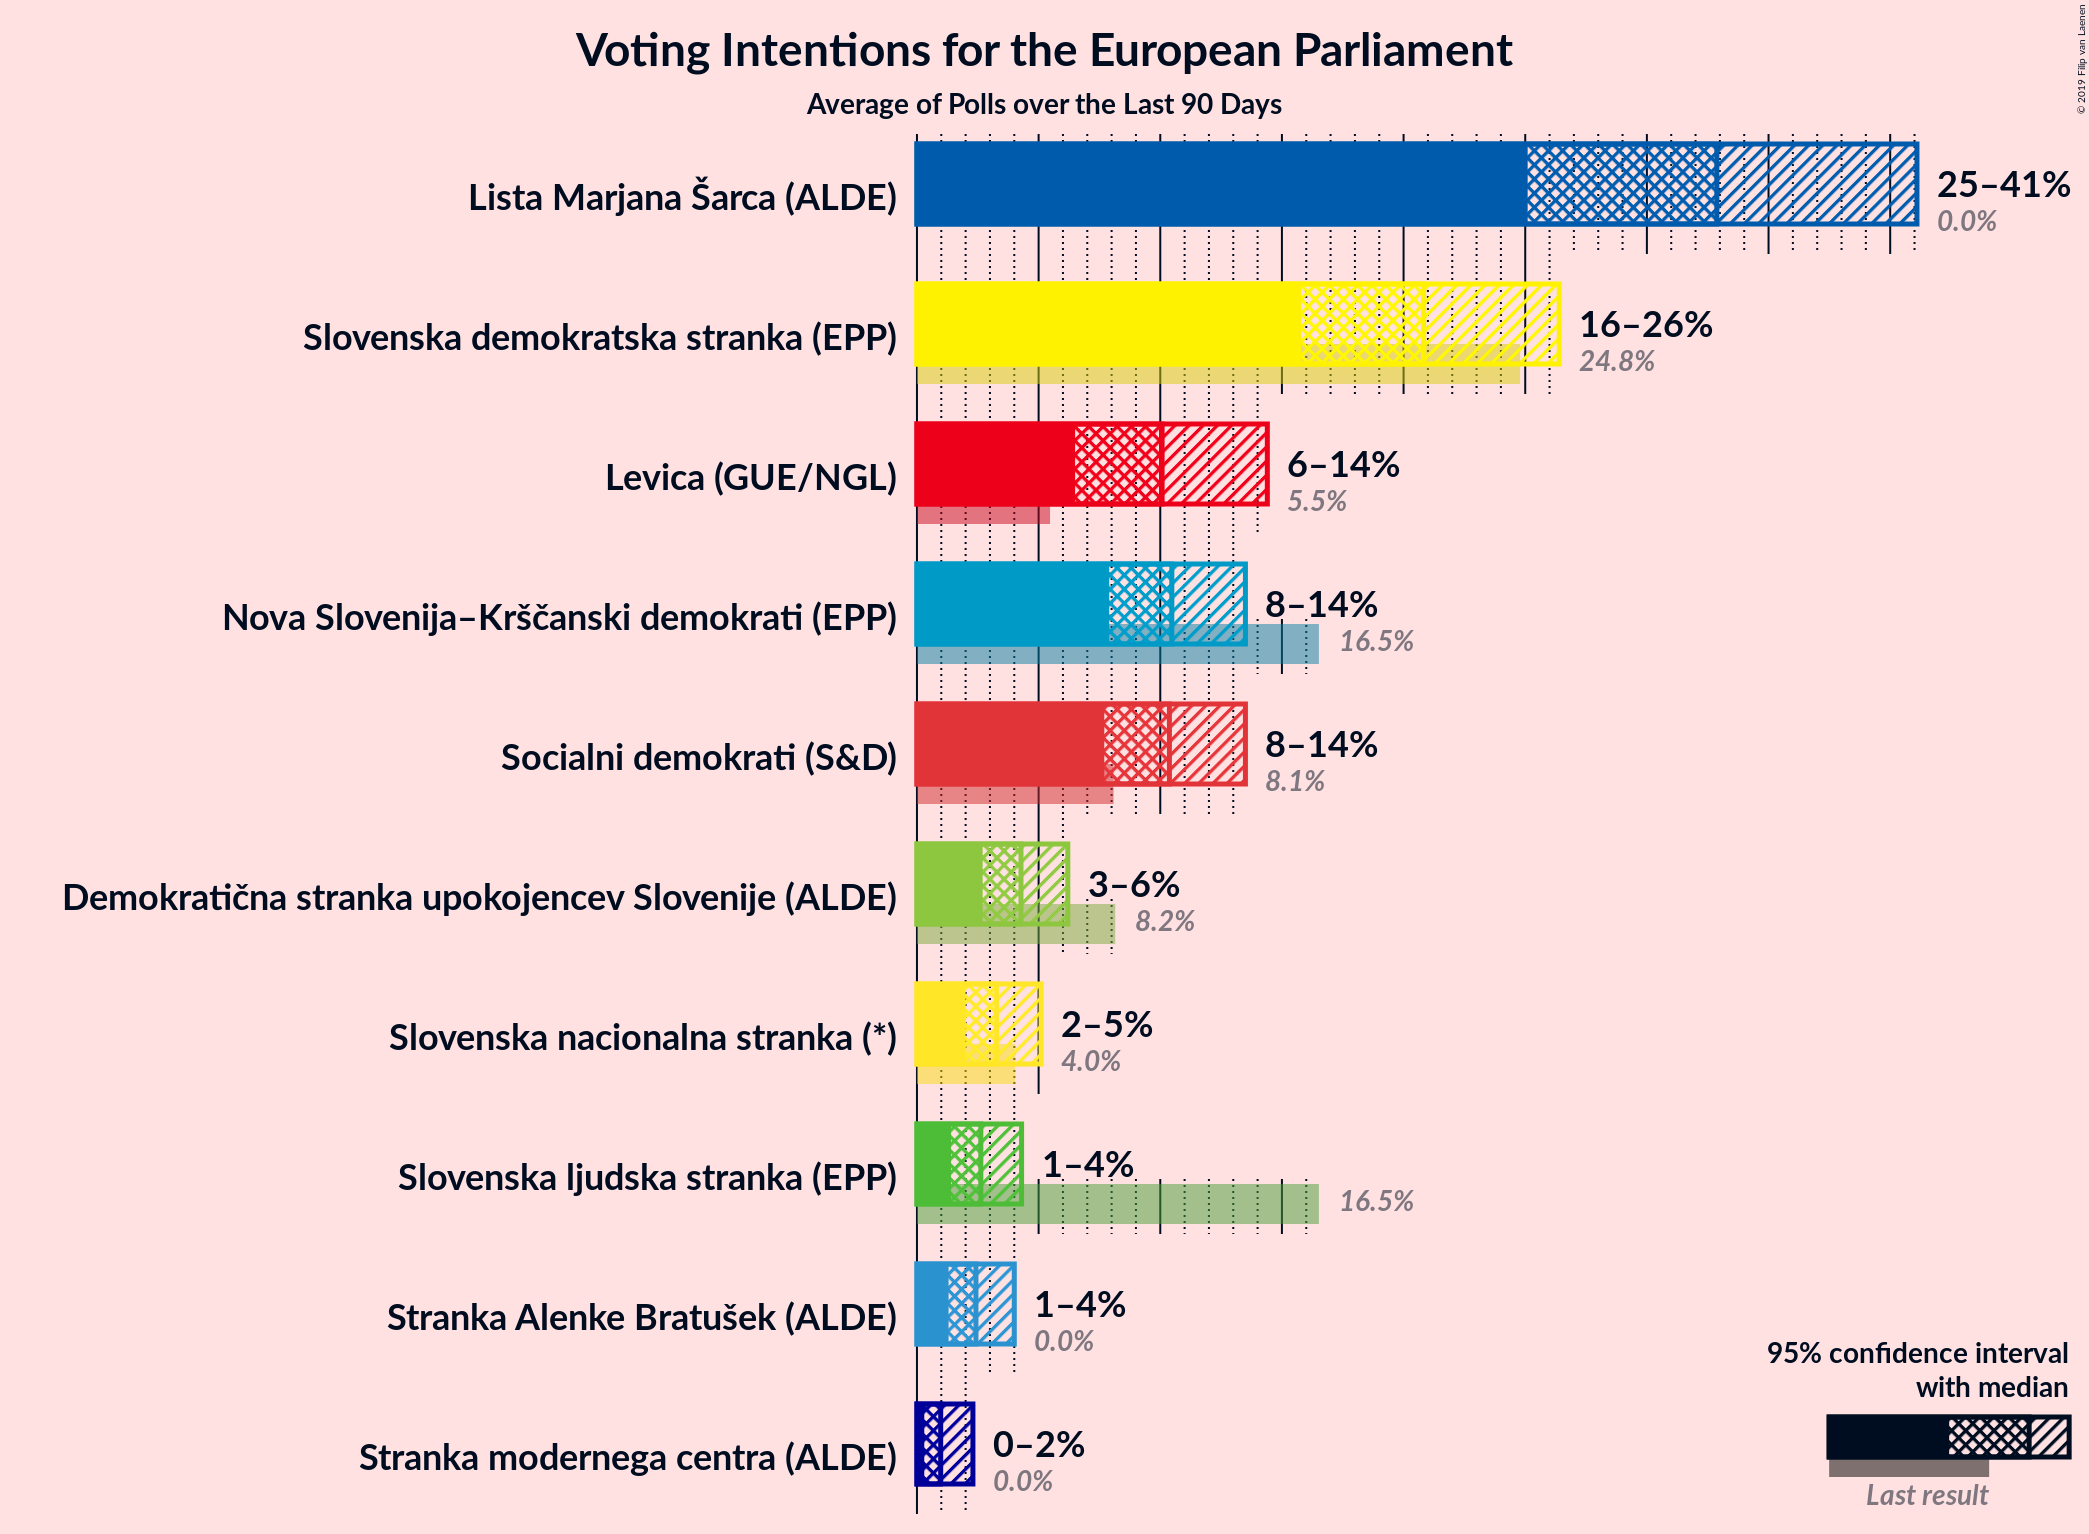 Voting Intentions for the European Parliament
Average of Polls over the Last 90 Days
© 2019 Filip van Laenen
Lista Marjana Šarca (ALDE)
25–41%
0.0%
Slovenska demokratska stranka (EPP)
16–26%
24.8%
Levica (GUE/NGL)
6–14%
5.5%
Nova Slovenija–Krščanski demokrati (EPP)
8–14%
16.5%
Socialni demokrati (S&D)
8–14%
8.1%
Demokratična stranka upokojencev Slovenije (ALDE)
3–6%
8.2%
Slovenska nacionalna stranka (*)
2–5%
4.0%
Slovenska ljudska stranka (EPP)
1–4%
16.5%
Stranka Alenke Bratušek (ALDE)
1–4%
0.0%
Stranka modernega centra (ALDE)
0–2%
0.0%
95% confidence interval
with median
Last result